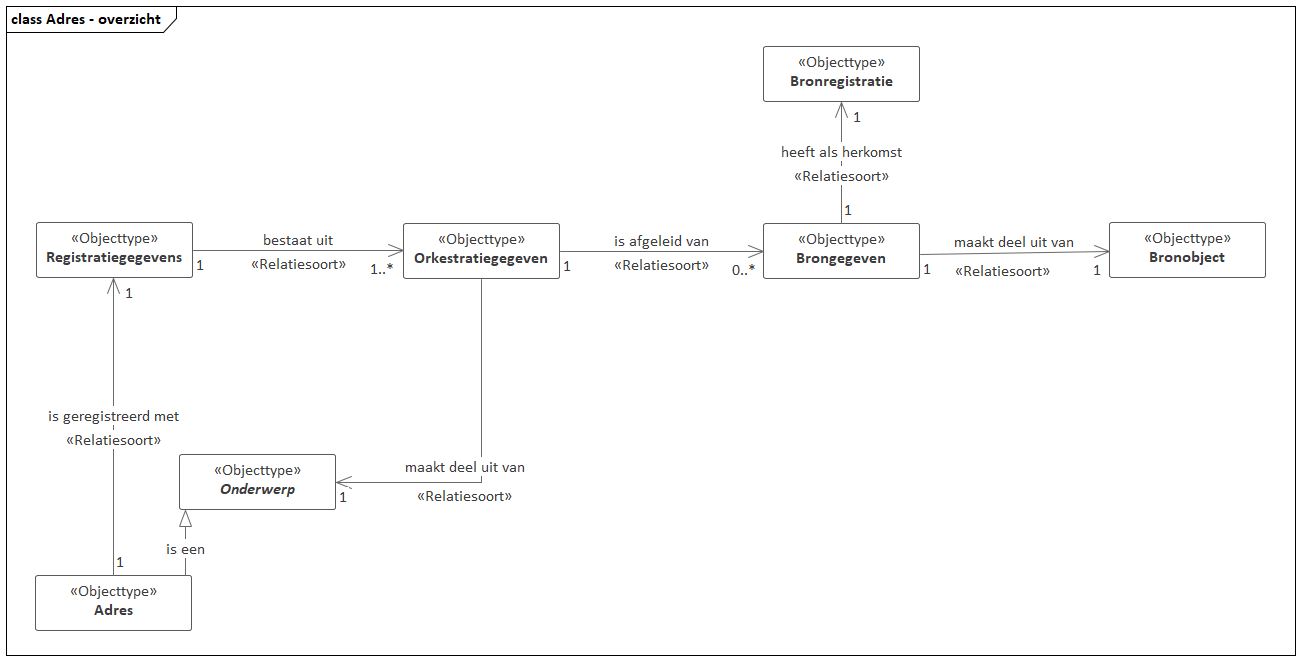 class Adres - overzicht
«Objecttype»
Bronregistratie
1
heeft als herkomst
«Relatiesoort»
1
«Objecttype»
Registratiegegevens
1
bestaat uit
«Relatiesoort»
1..*
«Objecttype»
Orkestratiegegeven
1
is afgeleid van
«Relatiesoort»
0..*
«Objecttype»
Brongegeven
1
maakt deel uit van
«Relatiesoort»
1
«Objecttype»
Bronobject
1
is geregistreerd met
«Relatiesoort»
1
«Objecttype»
Onderwerp
1
maakt deel uit van
«Relatiesoort»
is een
«Objecttype»
Adres